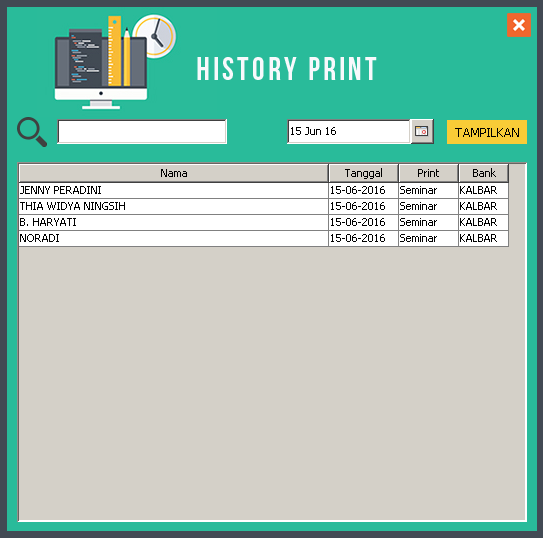 HISTORY PRINT
15 Jun 16 TAMPILKAN
Nama Tanggal Print Bank
JENNY PERADINI 15-06-2016 Seminar KALBAR
THIA WIDYA NINGSIH 15-06-2016 Seminar KALBAR
B. HARYATI 15-06-2016 Seminar KALBAR
NORADI 15-06-2016 Seminar KALBAR